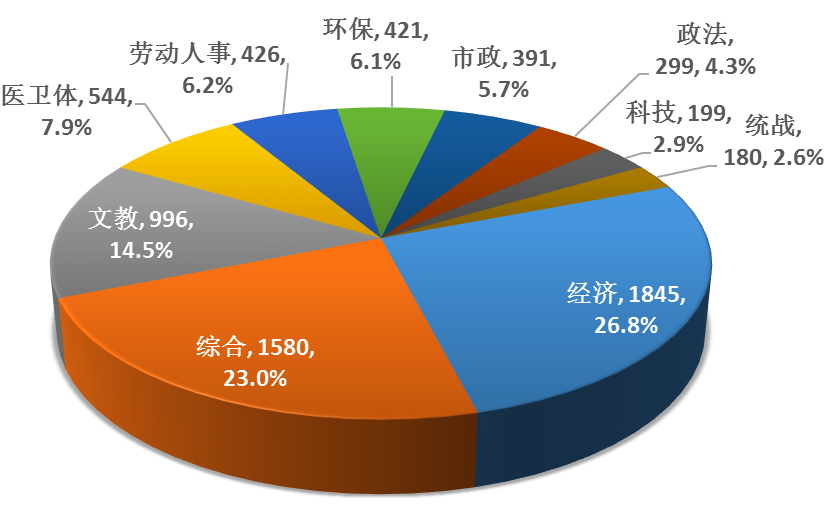 环保, 421,
6.1%
劳动人事, 426,
6.2%
市政, 391,
5.7%
政法,
299, 4.3%
医卫体, 544,
7.9%
科技, 199,
2.9%
统战,
180, 2.6%
文教, 996,
14.5%
经济, 1845,
26.8%
综合, 1580,
23.0%